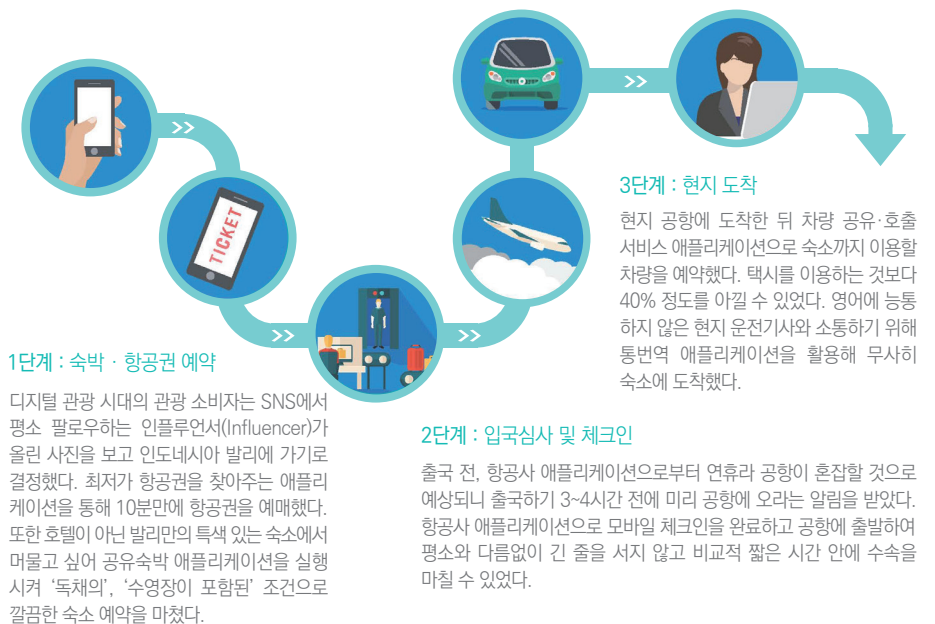 TICKET
1단계 : 숙박 · 항공권 예약
디지털 관광 시대의 관광 소비자는 SNS에서
평소 팔로우하는 인플루언서(Influencer)가
올린 사진을 보고 인도네시아 발리에 가기로
결정했다. 최저가 항공권을 찾아주는 애플리
케이션을 통해 10분만에 항공권을 예매했다.
또한 호텔이 아닌 발리만의 특색 있는 숙소에서
머물고 싶어 공유숙박 애플리케이션을 실행
시켜 ‘독채의’, ‘수영장이 포함된’ 조건으로
깔끔한 숙소 예약을 마쳤다.
2단계 : 입국심사 및 체크인
출국 전, 항공사 애플리케이션으로부터 연휴라 공항이 혼잡할 것으로
예상되니 출국하기 3~4시간 전에 미리 공항에 오라는 알림을 받았다.
항공사 애플리케이션으로 모바일 체크인을 완료하고 공항에 출발하여
평소와 다름없이 긴 줄을 서지 않고 비교적 짧은 시간 안에 수속을
마칠 수 있었다.
3단계 : 현지 도착
현지 공항에 도착한 뒤 차량 공유·호출
서비스 애플리케이션으로 숙소까지 이용할
차량을 예약했다. 택시를 이용하는 것보다
40% 정도를 아낄 수 있었다. 영어에 능통
하지 않은 현지 운전기사와 소통하기 위해
통번역 애플리케이션을 활용해 무사히
숙소에 도착했다.